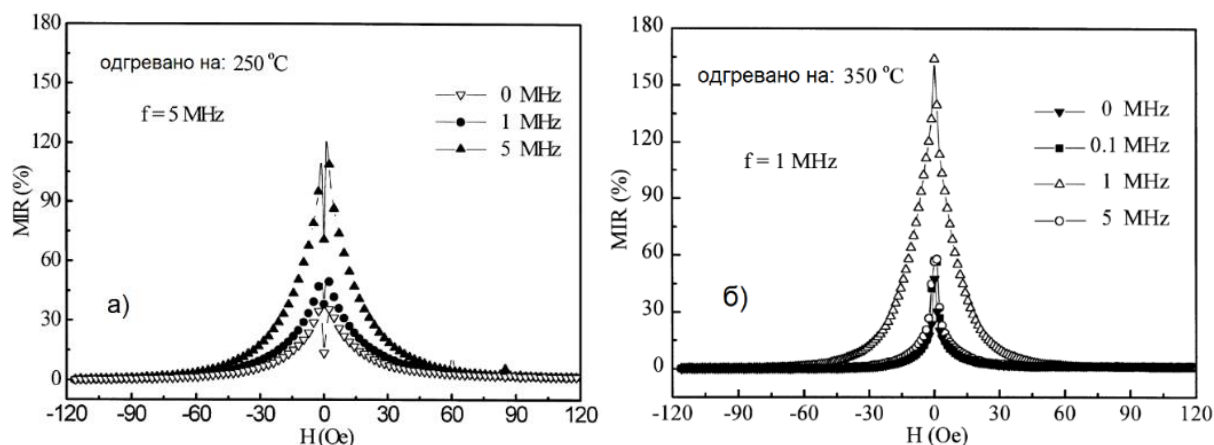 180
150
120
90
60
30
0
MIR (%)
одгревано на: 250 °C
f = 5 MHz
0 MHz
1 MHz
5 MHz
а)
-120 -90 -60 -30 0 30 60 90 120
H (Oe)
180
150
120
90
60
30
0
MIR (%)
одгревано на: 350 °C
f = 1 MHz
0 MHz
0.1 MHz
1 MHz
5 MHz
б)
-120 -90 -60 -30 0 30 60 90 120
H (Oe)